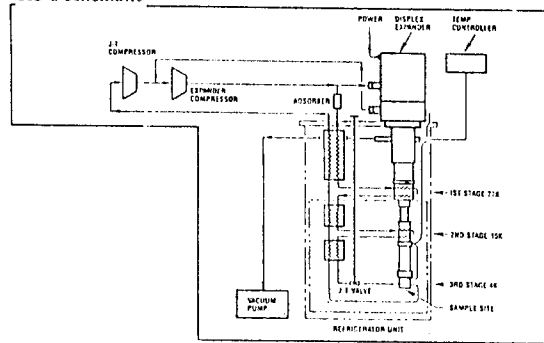 POWER
DISPLEX
EXPANDER
TEMP
CONTROLLER
J-T
COMPRESSOR
EXPANDER
COMPRESSOR
ADSORBER
1ST STAGE 77K
2ND STAGE 15K
3RD STAGE 4K
J-T VALVE
SAMPLE SITE
VACUUM
PUMP
REFRIGERATOR UNIT